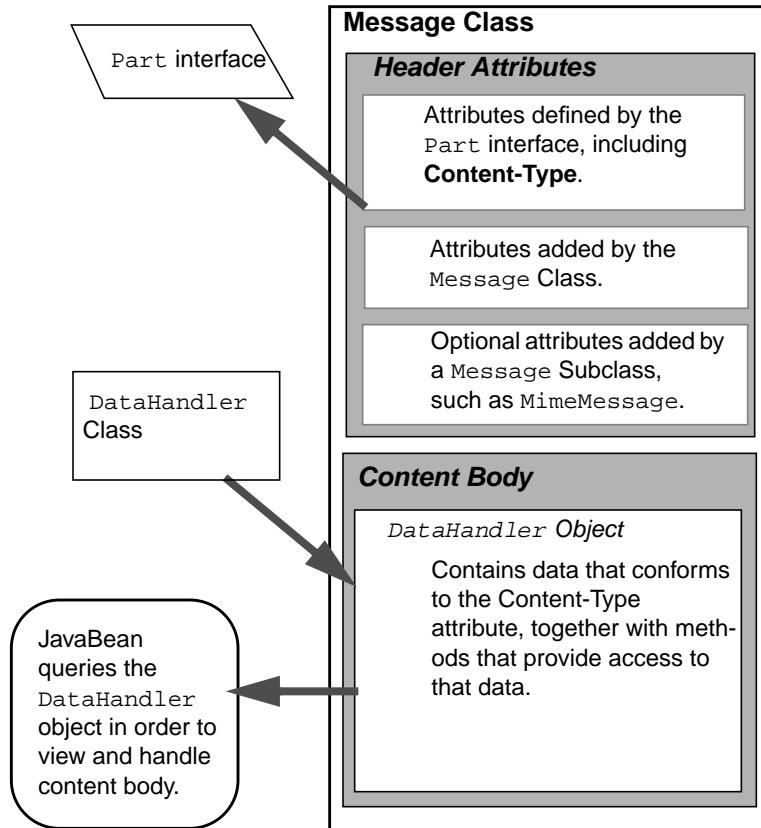 Message Class
Part interface
Header Attributes
Attributes defined by the
Part interface, including
Content-Type.
Attributes added by the
Message Class.
Optional attributes added by
a Message Subclass,
such as MimeMessage.
DataHandler
Class
Content Body
DataHandler Object
Contains data that conforms
to the Content-Type
attribute, together with meth-
ods that provide access to
that data.
JavaBean
queries the
DataHandler
object in order to
view and handle
content body.